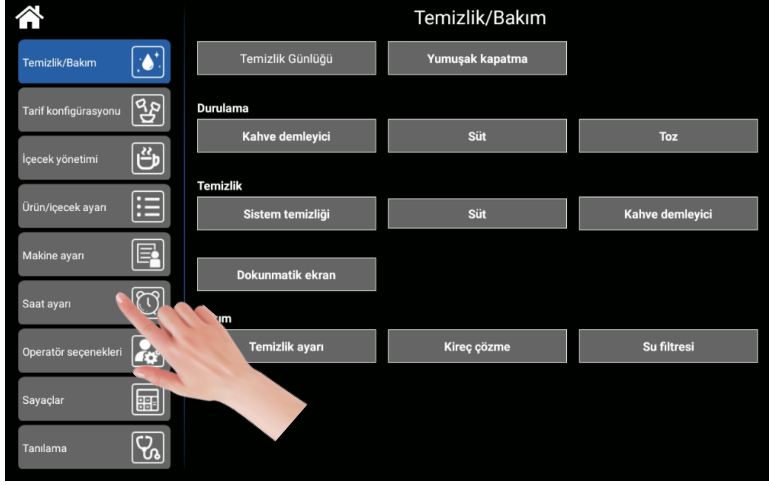 Temizlik/Bakım
Temizlik/Bakım
Tarif konfigürasyonu
İçecek yönetimi
Ürün/içecek ayarı
Makine ayarı
Saat ayarı
Operatör seçenekleri
Sayaçlar
Tanılama
Temizlik Günlüğü
Yumuşak kapatma
Durulama
Kahve demleyici
Süt
Toz
Temizlik
Sistem temizliği
Süt
Kahve demleyici
Dokunmatik ekran
Temizlik ayarı
Kireç çözme
Su filtresi